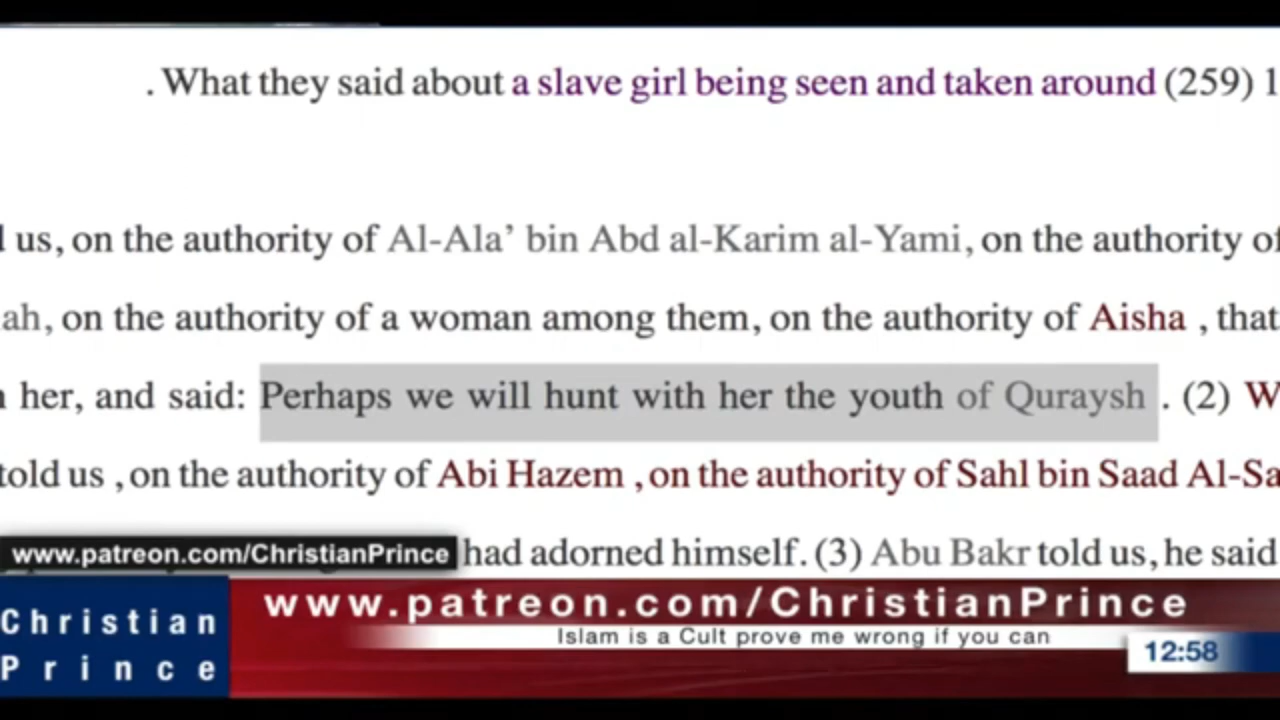 . What they said about a slave girl being seen and taken around (259) 1
us, on the authority of Al-Ala’ bin Abd al-Karim al-Yami, on the authority of
ah, on the authority of a woman among them, on the authority of Aisha , that
her, and said: Perhaps we will hunt with her the youth of Quraysh . (2) W
told us , on the authority of Abi Hazem , on the authority of Sahl bin Saad Al-Sa
www.patreon.com/ChristianPrince had adorned himself. (3) Abu Bakr told us, he said
www.patreon.com/ChristianPrince
Islam is a Cult prove me wrong if you can
Christian
Prince
12:58